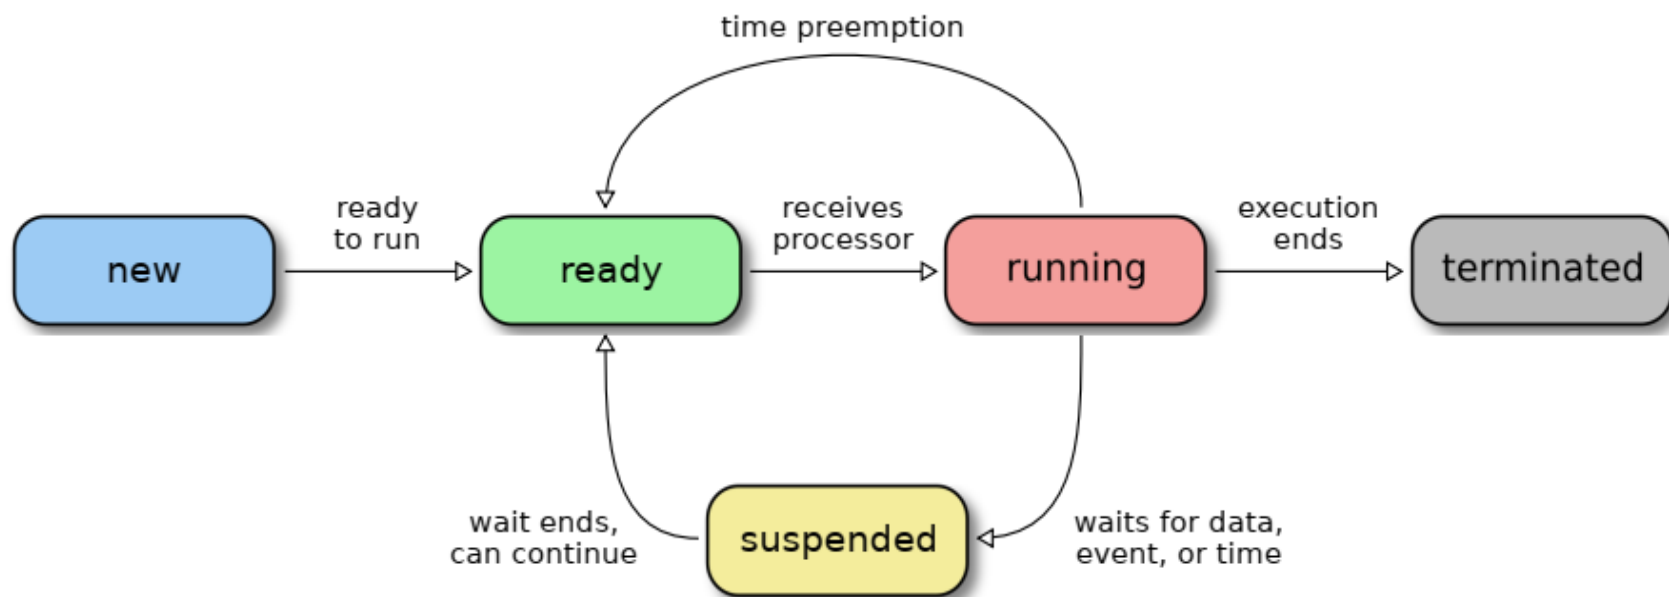 time preemption
ready
to run
receives
processor
execution
ends
new
ready
running
terminated
wait ends,
can continue
suspended
waits for data,
event, or time